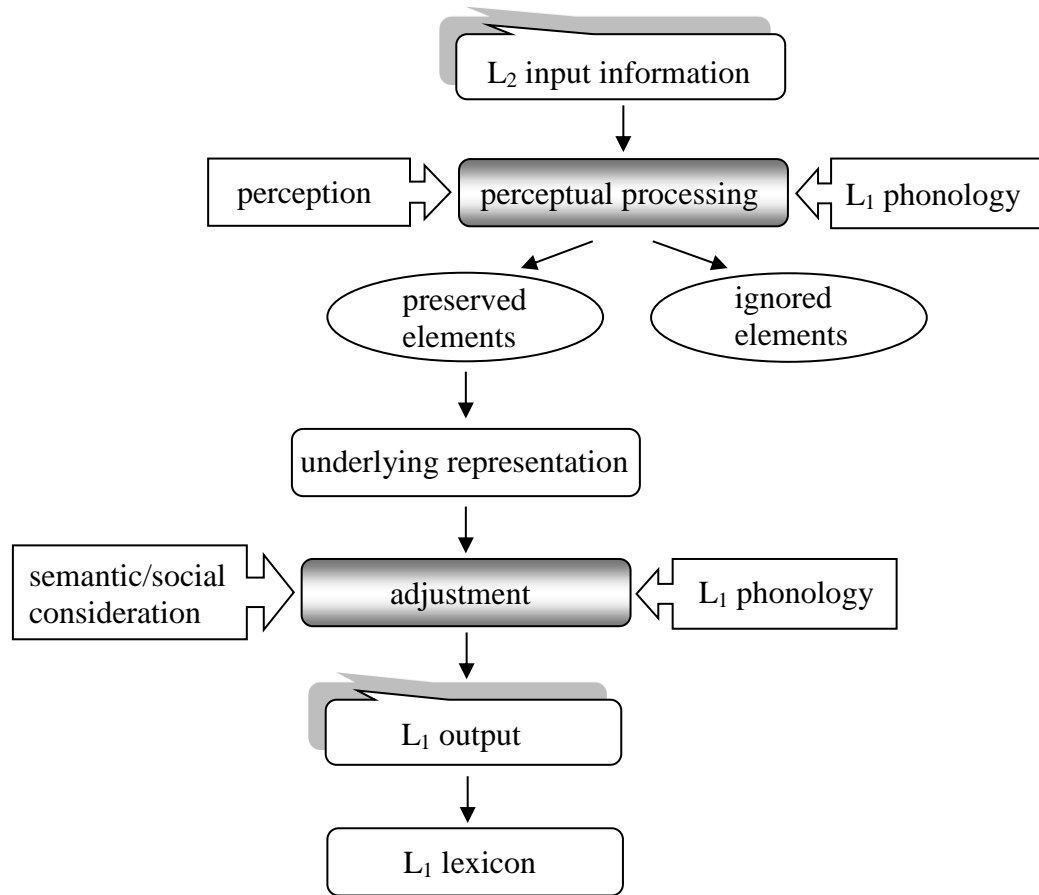 L₂ input information
perception
perceptual processing
L₁ phonology
preserved
elements
ignored
elements
underlying representation
semantic/social
consideration
adjustment
L₁ phonology
L₁ output
L₁ lexicon